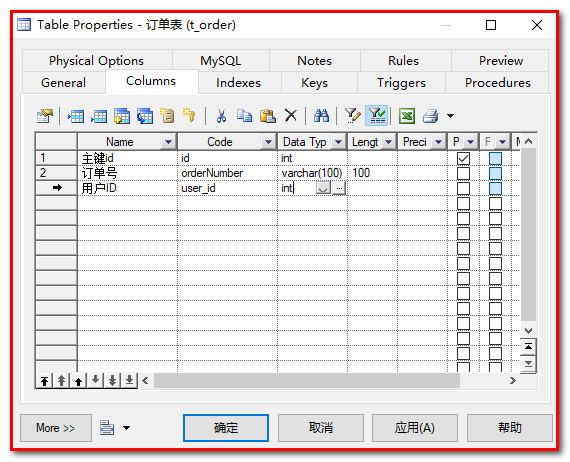 Table Properties - 订单表 (t_order)
Physical Options MySQL Notes Rules Preview
General Columns Indexes Keys Triggers Procedures
Name Code Data Typ Lengt Preci P F M
1 主键id id int
2 订单号 orderNumber varchar(100) 100
用户ID user_id int ...
More >> 确定 取消 应用(A) 帮助